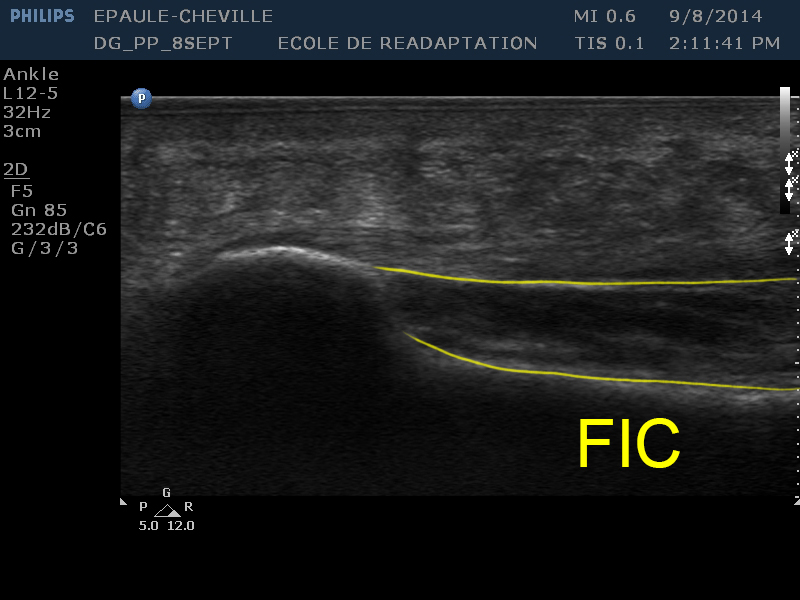 PHILIPS EPAULE-CHEVILLE MI 0.6 9/8/2014
DG_PP_8SEPT ECOLE DE READAPTATION TIS 0.1 2:11:41 PM
Ankle
L12-5
32Hz
3cm
2D
F5
Gn 85
232dB/C6
G/3/3
P
FIC
G
P R
5.0 12.0